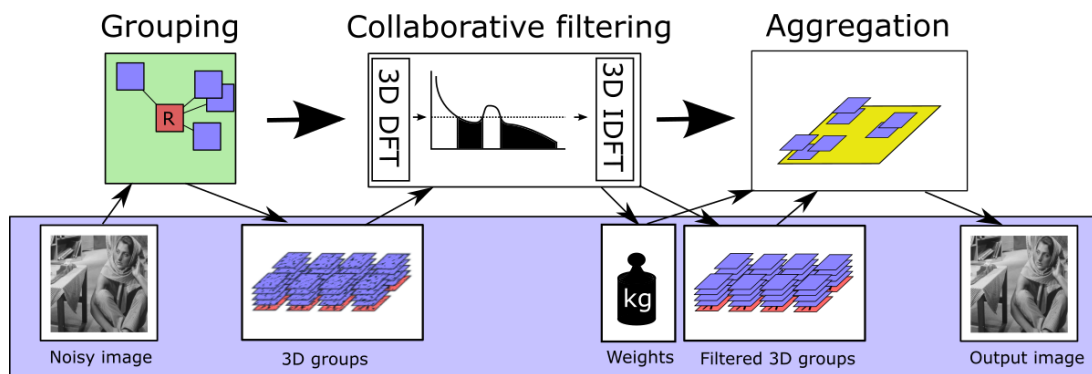 Grouping
Collaborative filtering
Aggregation
R
3D DFT
3D IDFT
kg
Noisy image
3D groups
Weights
Filtered 3D groups
Output image